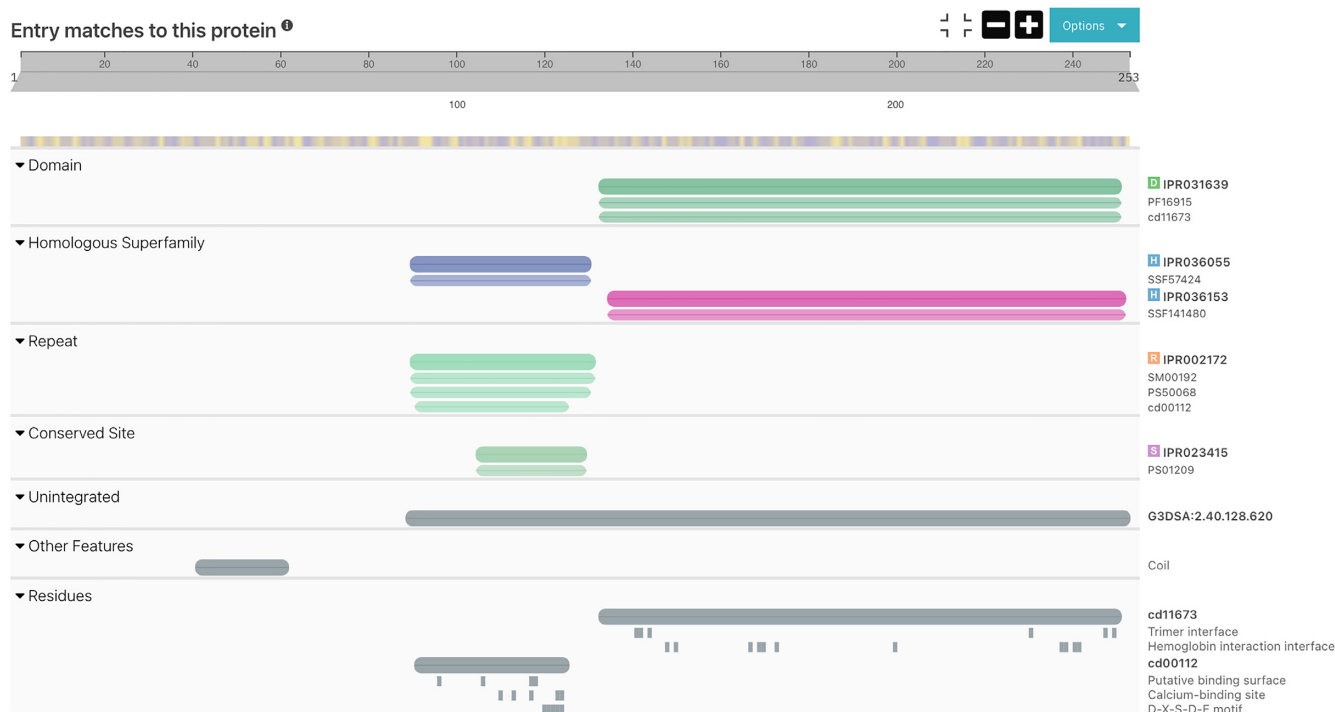 Entry matches to this protein
Options
20 40 60 80 100 120 140 160 180 200 220 240
1 253
100 200
Domain
IPR031639
PF16915
cd11673
Homologous Superfamily
IPR036055
SSF57424
IPR036153
SSF141480
Repeat
IPR002172
SM00192
PS50068
cd00112
Conserved Site
IPR023415
PS01209
Unintegrated
G3DSA:2.40.128.620
Other Features
Coil
Residues
cd11673
Trimer interface
Hemoglobin interaction interface
cd00112
Putative binding surface
Calcium-binding site
D-X-S-D-E motif